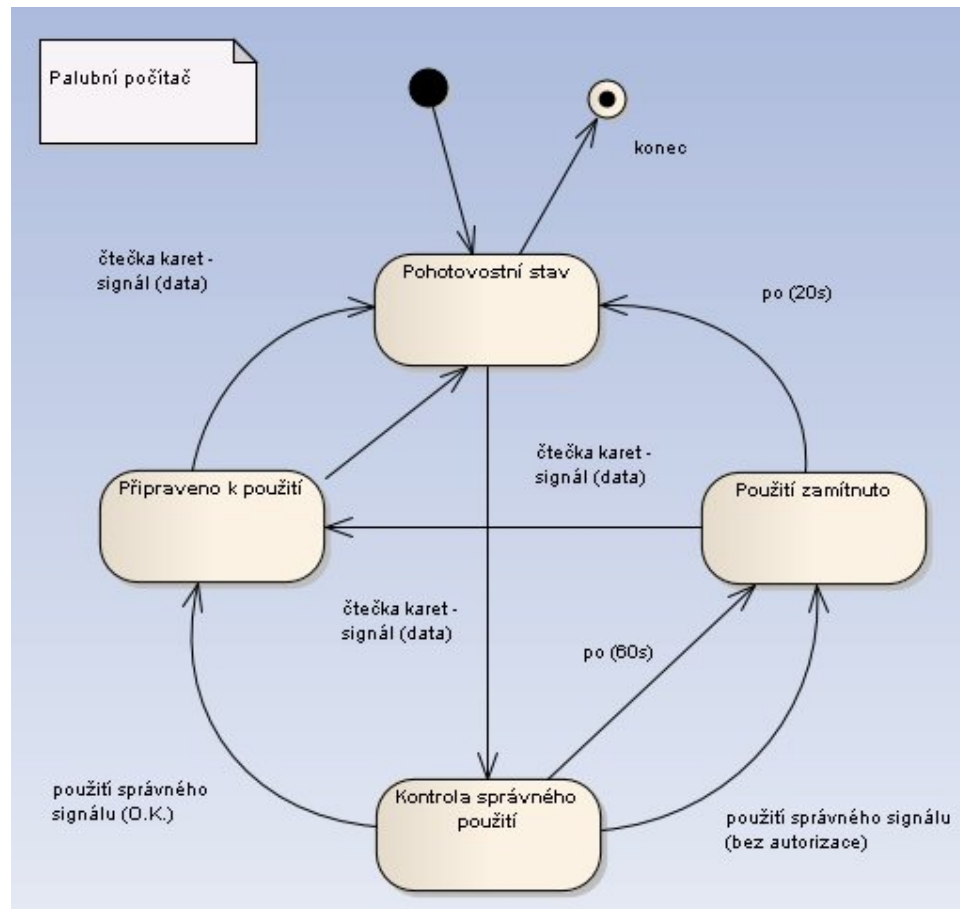 Palubní počítač
konec
čtečka karet -
signál (data)
Pohotovostní stav
po (20s)
čtečka karet -
signál (data)
Připraveno k použití
Použití zamítnuto
čtečka karet -
signál (data)
po (60s)
použití správného
signálu (O.K.)
Kontrola správného
použití
použití správného signálu
(bez autorizace)